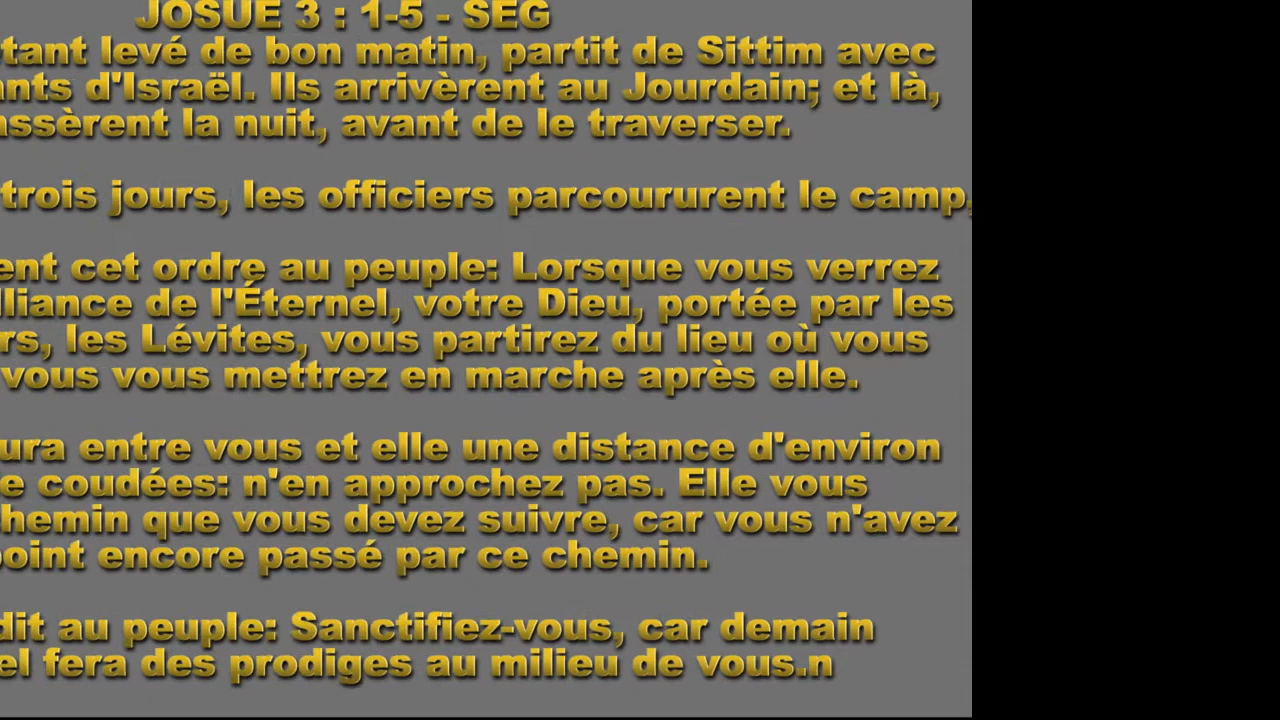 JOSUE 3 : 1-5 - SEG
tant levé de bon matin, partit de Sittim avec
ants d'Israël. Ils arrivèrent au Jourdain; et là,
assèrent la nuit, avant de le traverser.
trois jours, les officiers parcoururent le camp,
ent cet ordre au peuple: Lorsque vous verrez
lliance de l'Éternel, votre Dieu, portée par les
rs, les Lévites, vous partirez du lieu où vous
vous vous mettrez en marche après elle.
ura entre vous et elle une distance d'environ
e coudées: n'en approchez pas. Elle vous
hemin que vous devez suivre, car vous n'avez
point encore passé par ce chemin.
dit au peuple: Sanctifiez-vous, car demain
el fera des prodiges au milieu de vous.n